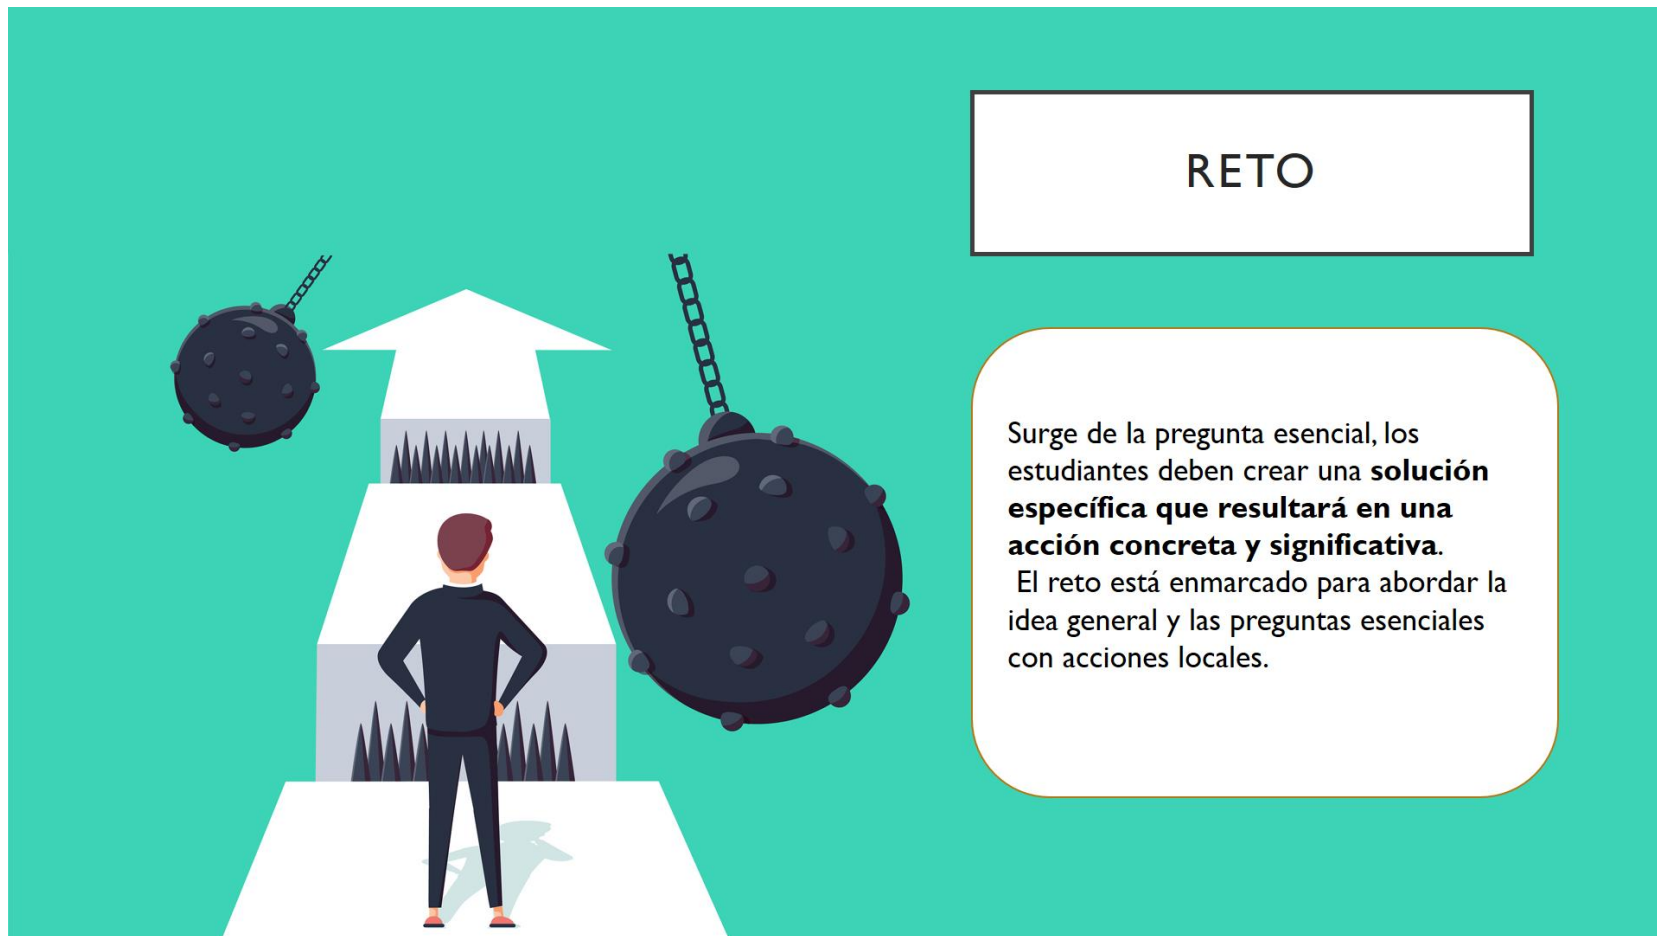 RETO
Surge de la pregunta esencial, los
estudiantes deben crear una solución
específica que resultará en una
acción concreta y significativa.
El reto está enmarcado para abordar la
idea general y las preguntas esenciales
con acciones locales.